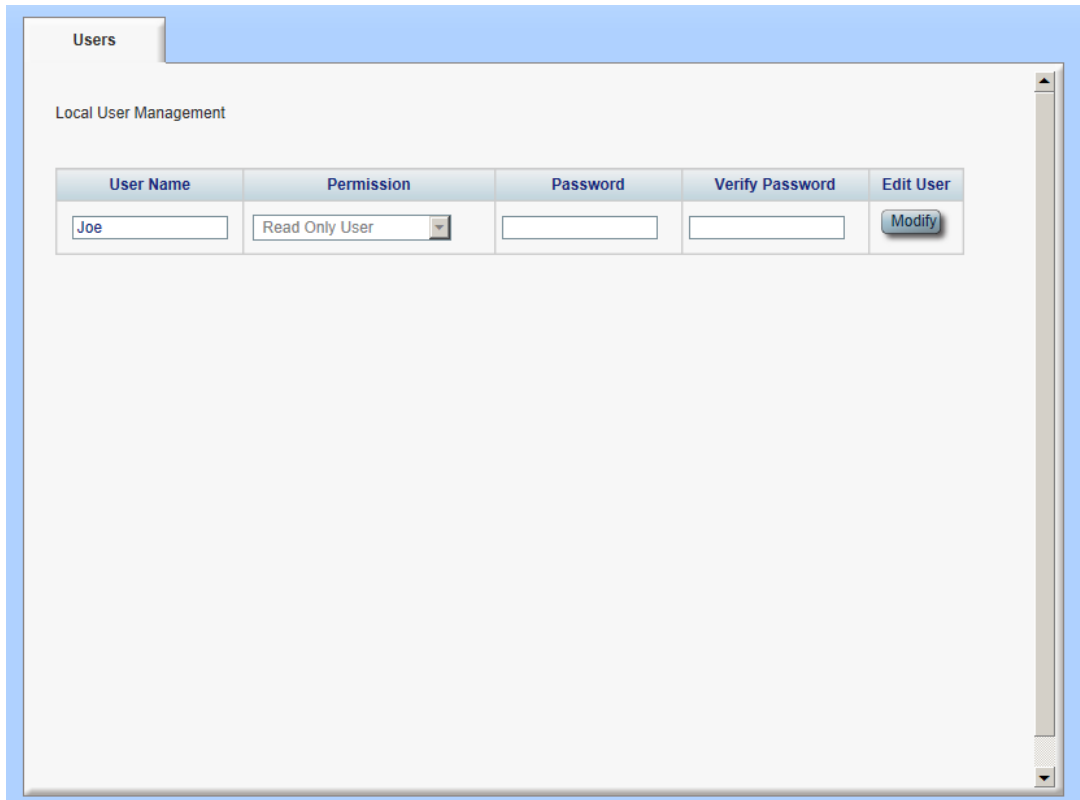 Users
Local User Management
User Name Permission Password Verify Password Edit User
Joe Read Only User Modify